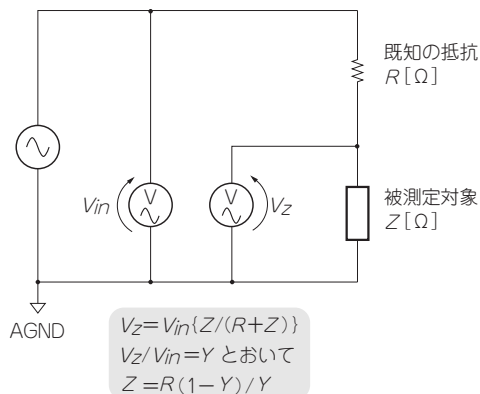 既知の抵抗
R[Ω]
V
Vin
V
Vz
被測定対象
Z[Ω]
AGND
Vz=Vin{Z/(R+Z)}
Vz/Vin=Y とおいて
Z=R(1−Y)/Y